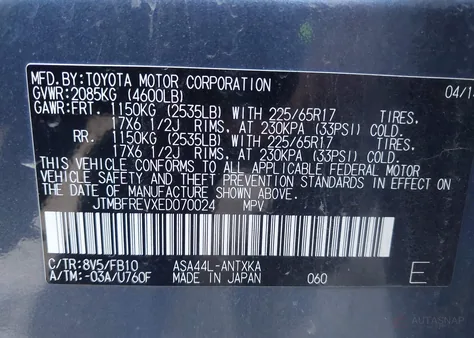 MFD.BY:TOYOTA MOTOR CORPORATION 04/1
GVWR:2085KG (4600LB)
GAWR:FRT. 1150KG (2535LB) WITH 225/65R17 TIRES.
17X6 1/2J RIMS, AT 230KPA (33PSI) COLD.
RR. 1150KG (2535LB) WITH 225/65R17 TIRES.
17X6 1/2J RIMS, AT 230KPA (33PSI) COLD.
THIS VEHICLE CONFORMS TO ALL APPLICABLE FEDERAL MOTOR
VEHICLE SAFETY AND THEFT PREVENTION STANDARDS IN EFFECT ON
THE DATE OF MANUFACTURE SHOWN ABOVE.
JTMBFREVXED070024 MPV
C/TR:8V5/FB10 ASA44L-ANTXKA
A/TM:-03A/U760F MADE IN JAPAN 060 E
AUTASNAP